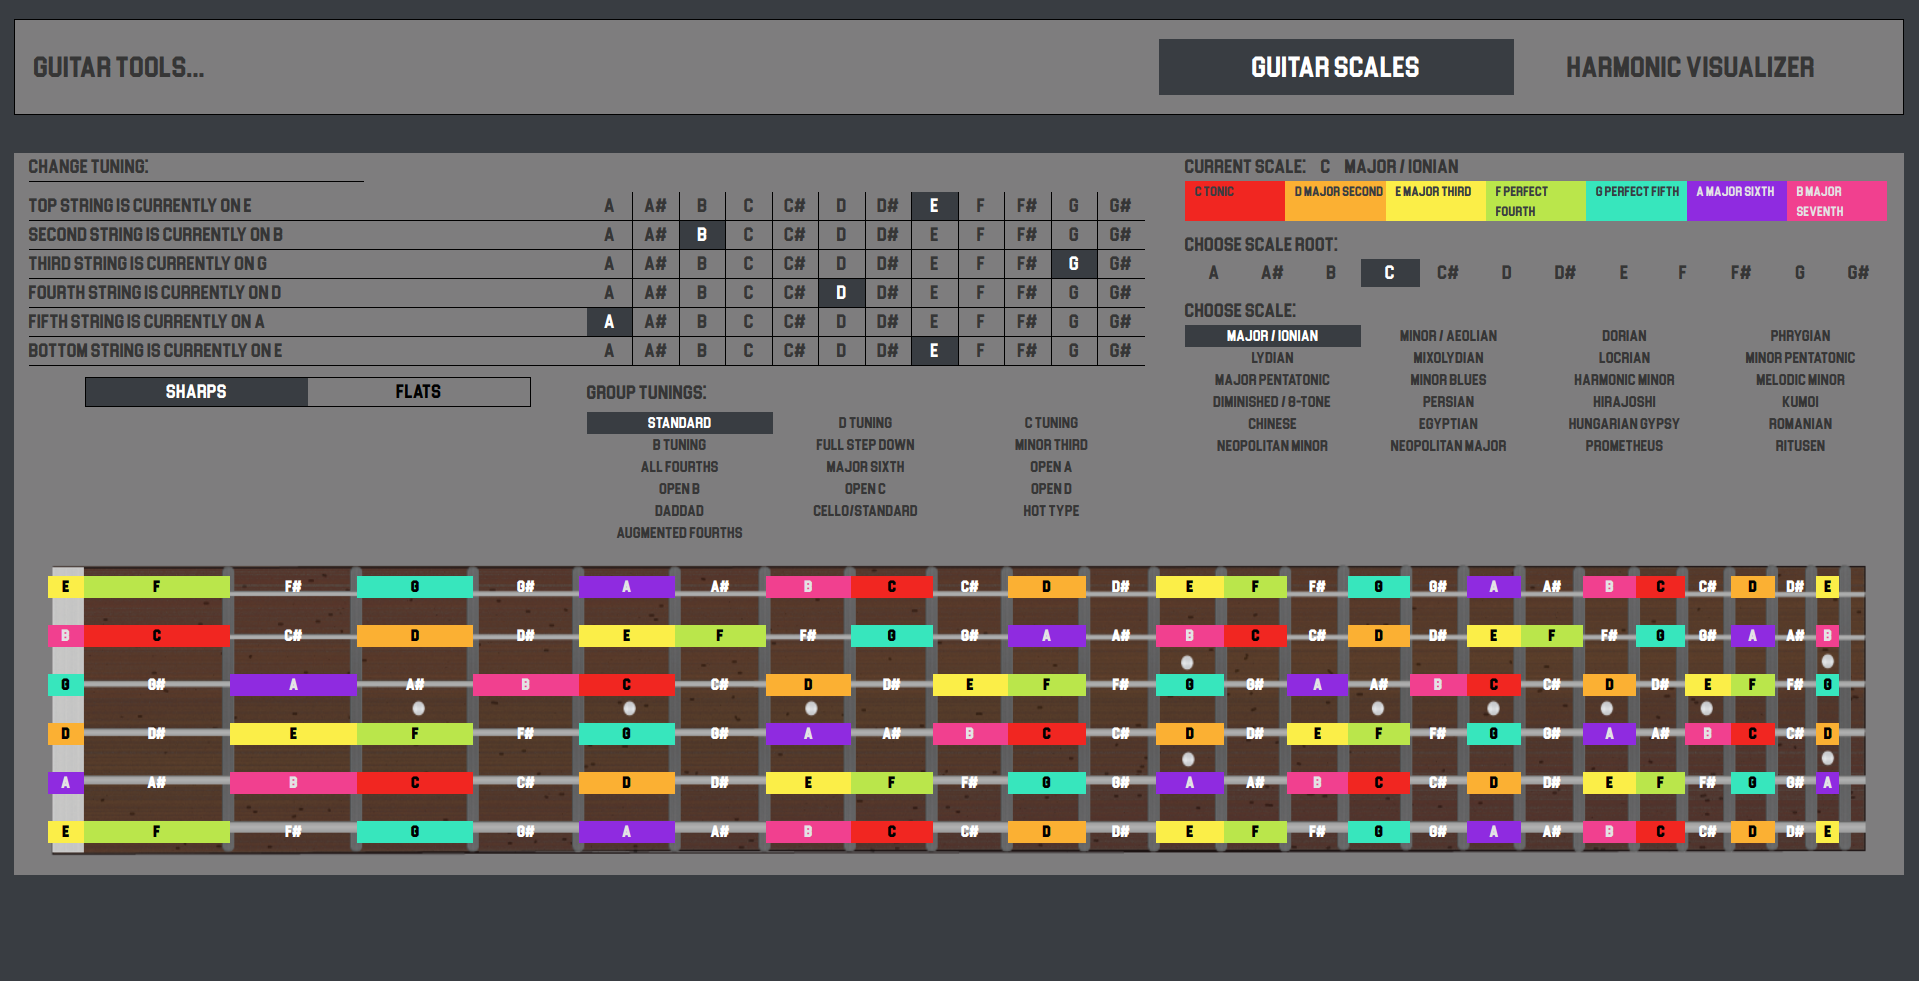 GUITAR TOOLS...
GUITAR SCALES
HARMONIC VISUALIZER
CHANGE TUNING:
TOP STRING IS CURRENTLY ON E A A# B C C# D D# E F F# G G#
SECOND STRING IS CURRENTLY ON B A A# B C C# D D# E F F# G G#
THIRD STRING IS CURRENTLY ON G A A# B C C# D D# E F F# G G#
FOURTH STRING IS CURRENTLY ON D A A# B C C# D D# E F F# G G#
FIFTH STRING IS CURRENTLY ON A A A# B C C# D D# E F F# G G#
BOTTOM STRING IS CURRENTLY ON E A A# B C C# D D# E F F# G G#
SHARPS FLATS
GROUP TUNINGS:
STANDARD D TUNING C TUNING
B TUNING FULL STEP DOWN MINOR THIRD
ALL FOURTHS MAJOR SIXTH OPEN A
OPEN B OPEN C OPEN D
DADDAD CELLO/STANDARD HOT TYPE
AUGMENTED FOURTHS
CURRENT SCALE: C MAJOR / IONIAN
C TONIC
D MAJOR SECOND
E MAJOR THIRD
F PERFECT
FOURTH
G PERFECT FIFTH
A MAJOR SIXTH
B MAJOR
SEVENTH
CHOOSE SCALE ROOT:
A A# B C C# D D# E F F# G G#
CHOOSE SCALE:
MAJOR / IONIAN MINOR / AEOLIAN DORIAN PHRYGIAN
LYDIAN MIXOLYDIAN LOCRIAN MINOR PENTATONIC
MAJOR PENTATONIC MINOR BLUES HARMONIC MINOR MELODIC MINOR
DIMINISHED / 8-TONE PERSIAN HIRAJOSHI KUMOI
CHINESE EGYPTIAN HUNGARIAN GYPSY ROMANIAN
NEOPOLITAN MINOR NEOPOLITAN MAJOR PROMETHEUS RITUSEN
E F F# G G# A A# B C C# D D# E F F# G G# A A# B C C# D D# E
B C C# D D# E F F# G G# A A# B C C# D D# E F F# G G# A A# B
G G# A A# B C C# D D# E F F# G G# A A# B C C# D D# E F F# G
D D# E F F# G G# A A# B C C# D D# E F F# G G# A A# B C C# D
A A# B C C# D D# E F F# G G# A A# B C C# D D# E F F# G G# A
E F F# G G# A A# B C C# D D# E F F# G G# A A# B C C# D D# E